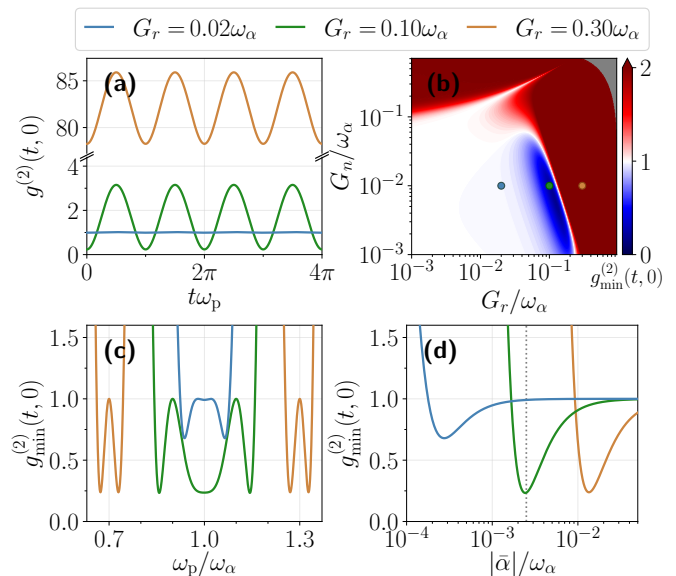 G_r = 0.02ω_α G_r = 0.10ω_α G_r = 0.30ω_α
(a)
85
80
4
2
0
g^(2)(t, 0)
0 2π 4π
tω_p
(b)
10^−1
10^−2
10^−3
G_n/ω_α
10^−3 10^−2 10^−1
G_r/ω_α
2
1
0
g^(2)_min(t, 0)
(c)
1.5
1.0
0.5
0.0
g^(2)_min(t, 0)
0.7 1.0 1.3
ω_p/ω_α
(d)
1.5
1.0
0.5
0.0
g^(2)_min(t, 0)
10^−4 10^−3 10^−2
|ᾱ|/ω_α